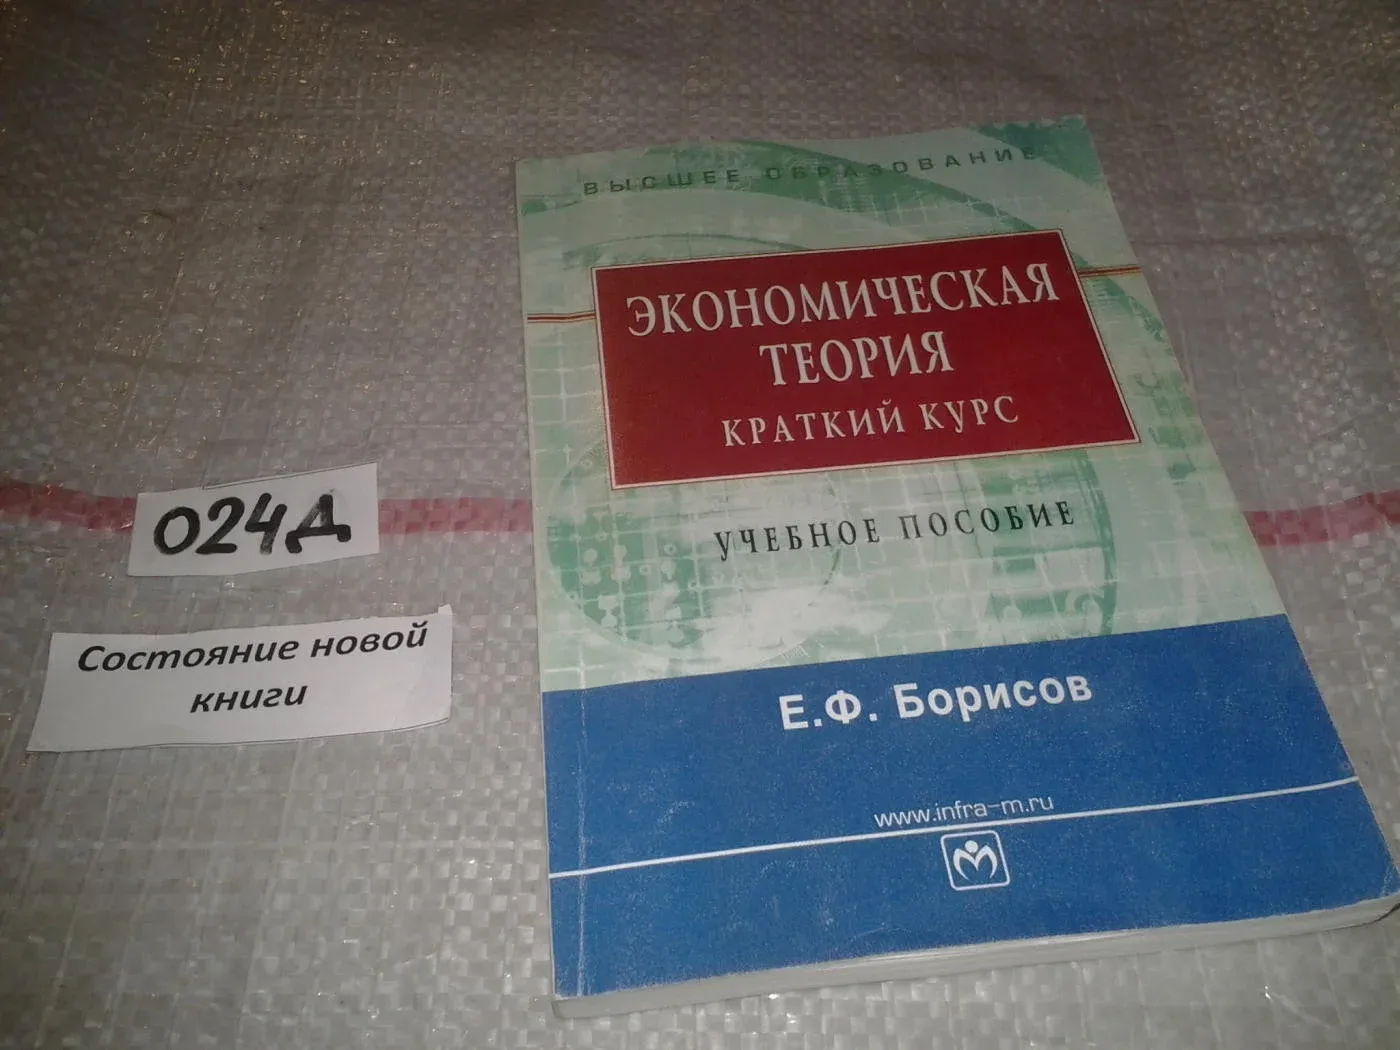 ВЫСШЕЕ ОБРАЗОВАНИЕ
ЭКОНОМИЧЕСКАЯ
ТЕОРИЯ
КРАТКИЙ КУРС
УЧЕБНОЕ ПОСОБИЕ
Е.Ф. Борисов
www.infra-m.ru
024Д
Состояние новой
книги